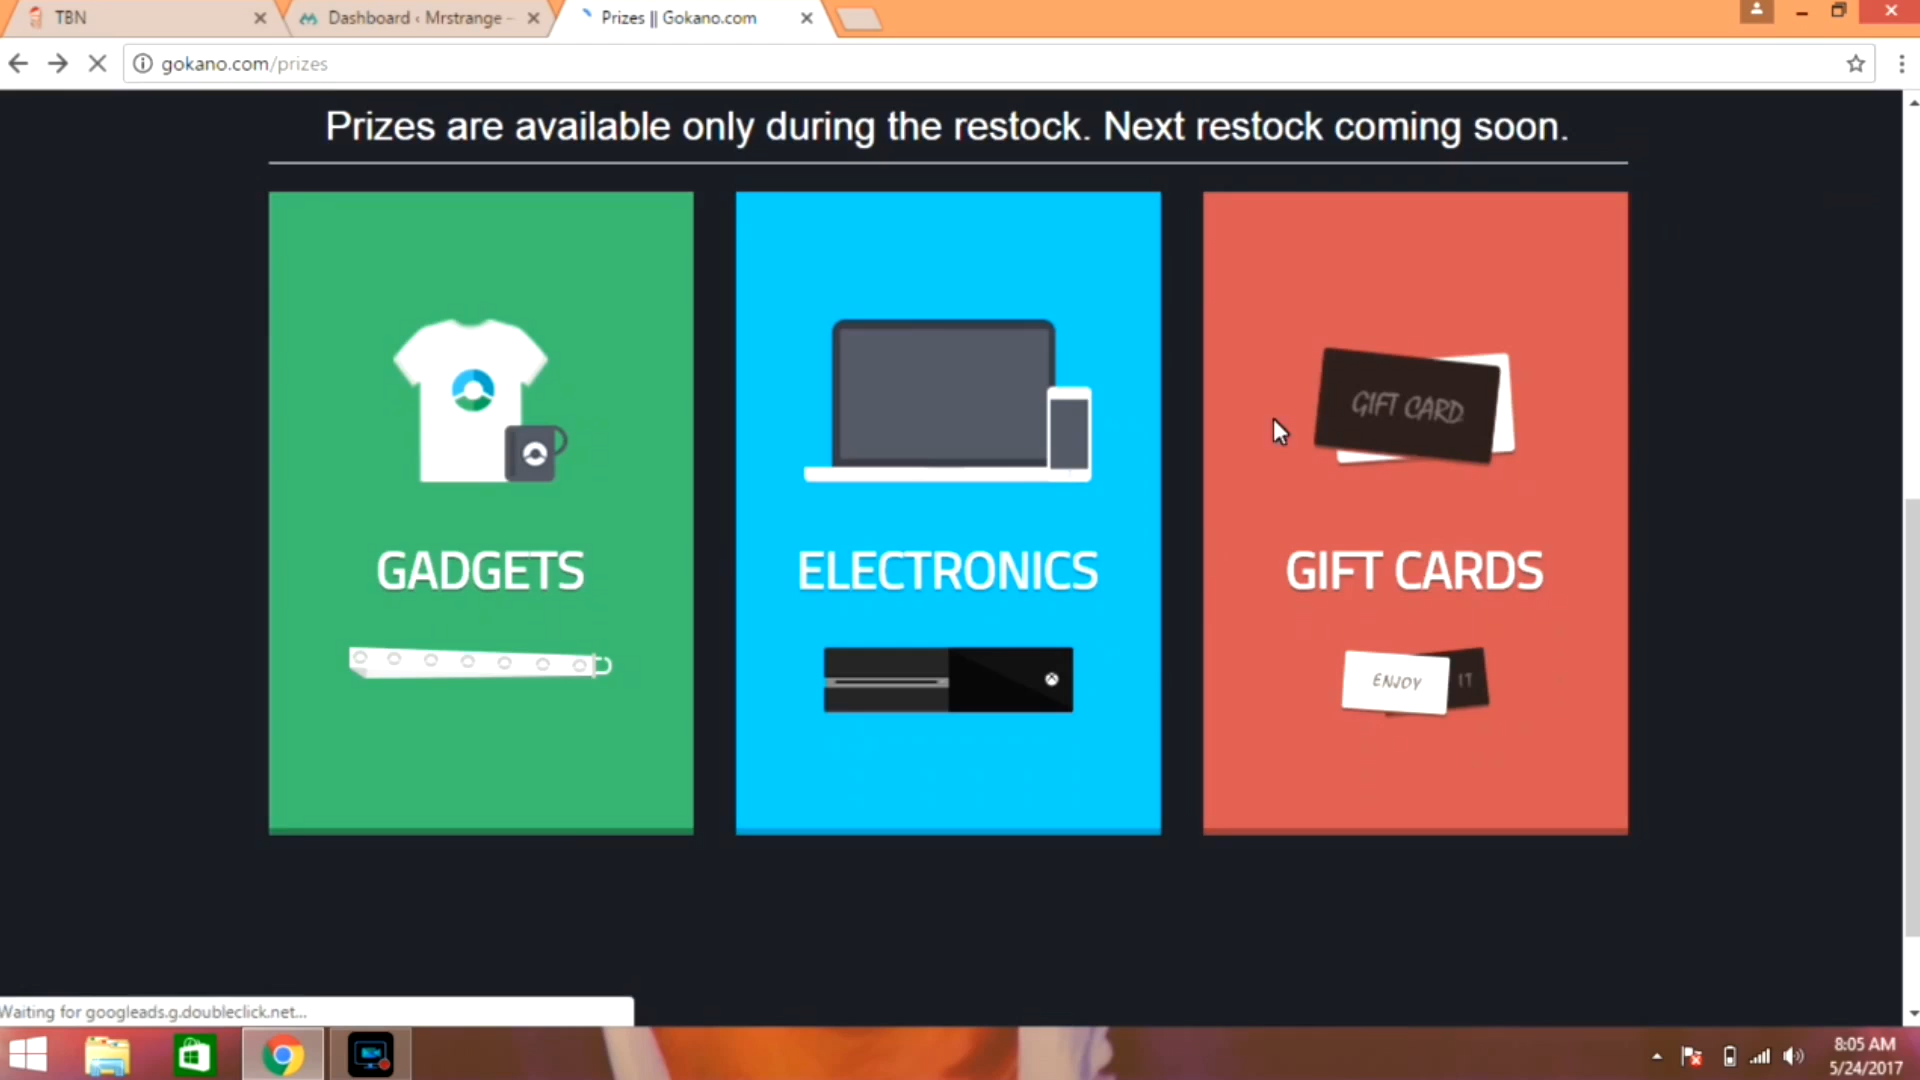 TBN
Dashboard ‹ Mrstrange –
Prizes || Gokano.com
gokano.com/prizes
Prizes are available only during the restock. Next restock coming soon.
GIFT CARD
GADGETS
ELECTRONICS
GIFT CARDS
ENJOY IT
Waiting for googleads.g.doubleclick.net...
8:05 AM
5/24/2017